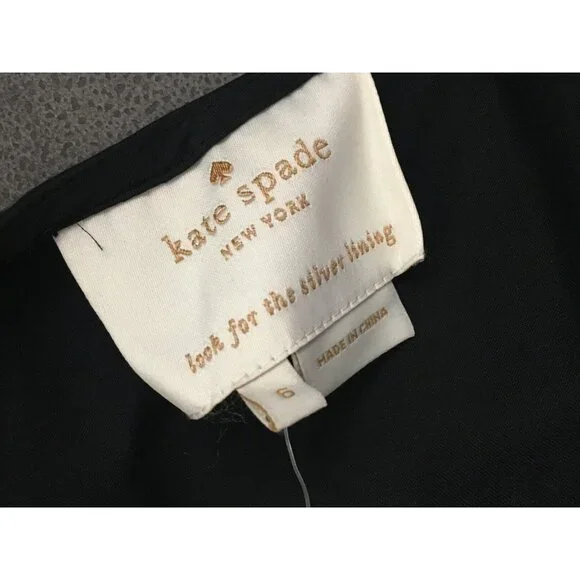 kate spade
NEW YORK
look for the silver lining
6
MADE IN CHINA